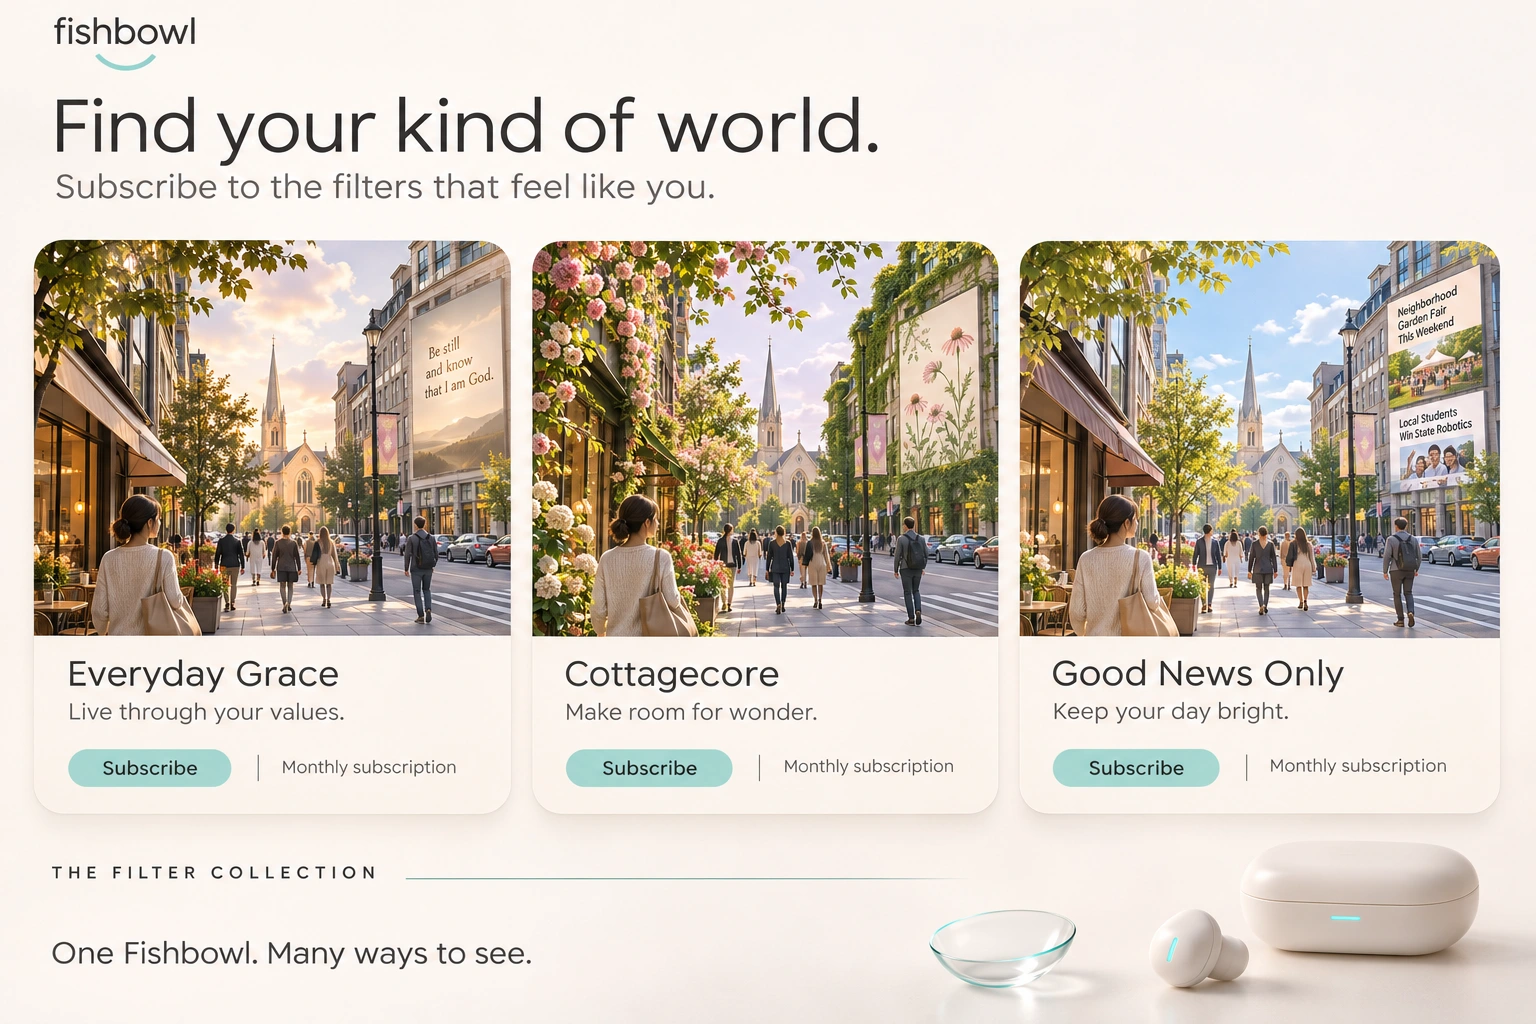 fishbowl
Find your kind of world.
Subscribe to the filters that feel like you.
Be still
and know
that I am God.
Neighborhood
Garden Fair
This Weekend
Local Students
Win State Robotics
Everyday Grace
Live through your values.
Subscribe
Monthly subscription
Cottagecore
Make room for wonder.
Subscribe
Monthly subscription
Good News Only
Keep your day bright.
Subscribe
Monthly subscription
THE FILTER COLLECTION
One Fishbowl. Many ways to see.